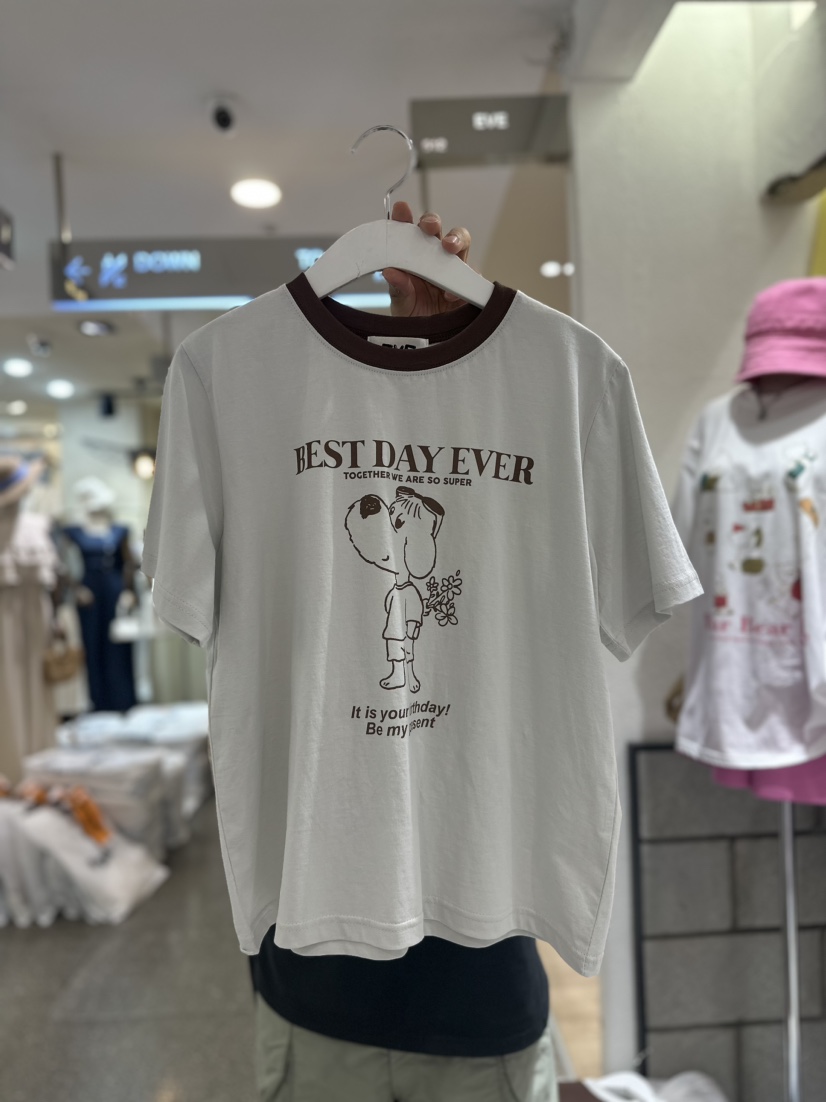 EVE
DOWN
BEST DAY EVER
TOGETHER WE ARE SO SUPER
It is your
Be my